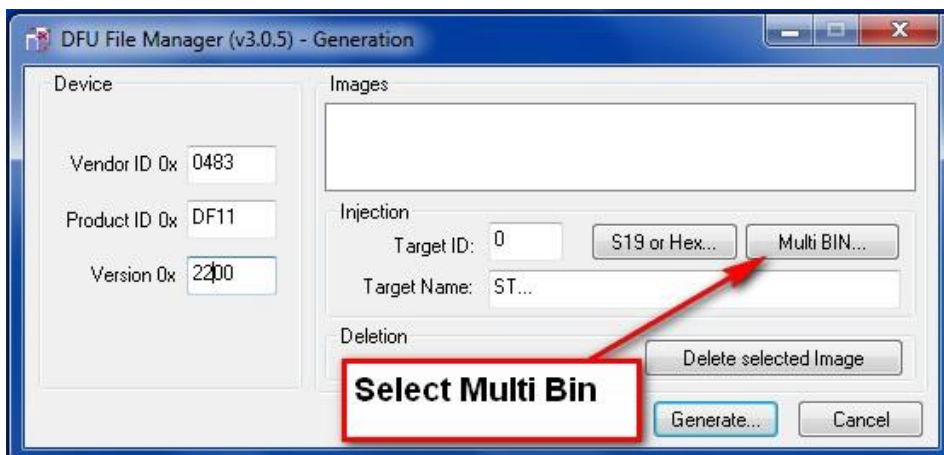 DFU File Manager (v3.0.5) - Generation
Device
Images
Vendor ID 0x 0483
Product ID 0x DF11
Version 0x 2200
Injection
Target ID: 0
S19 or Hex...
Multi BIN...
Target Name: ST...
Deletion
Delete selected Image
Select Multi Bin
Generate...
Cancel